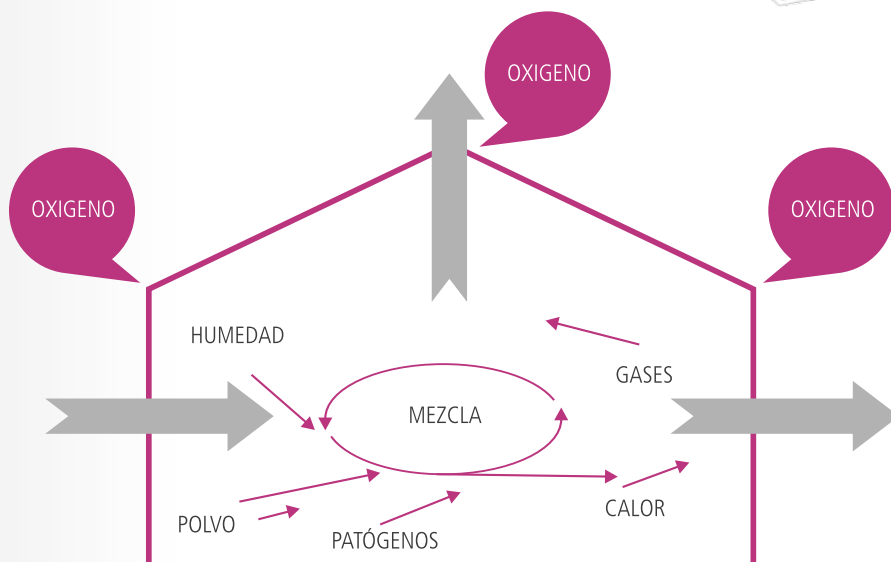 OXIGENO
OXIGENO
OXIGENO
HUMEDAD
GASES
MEZCLA
CALOR
POLVO
PATÓGENOS